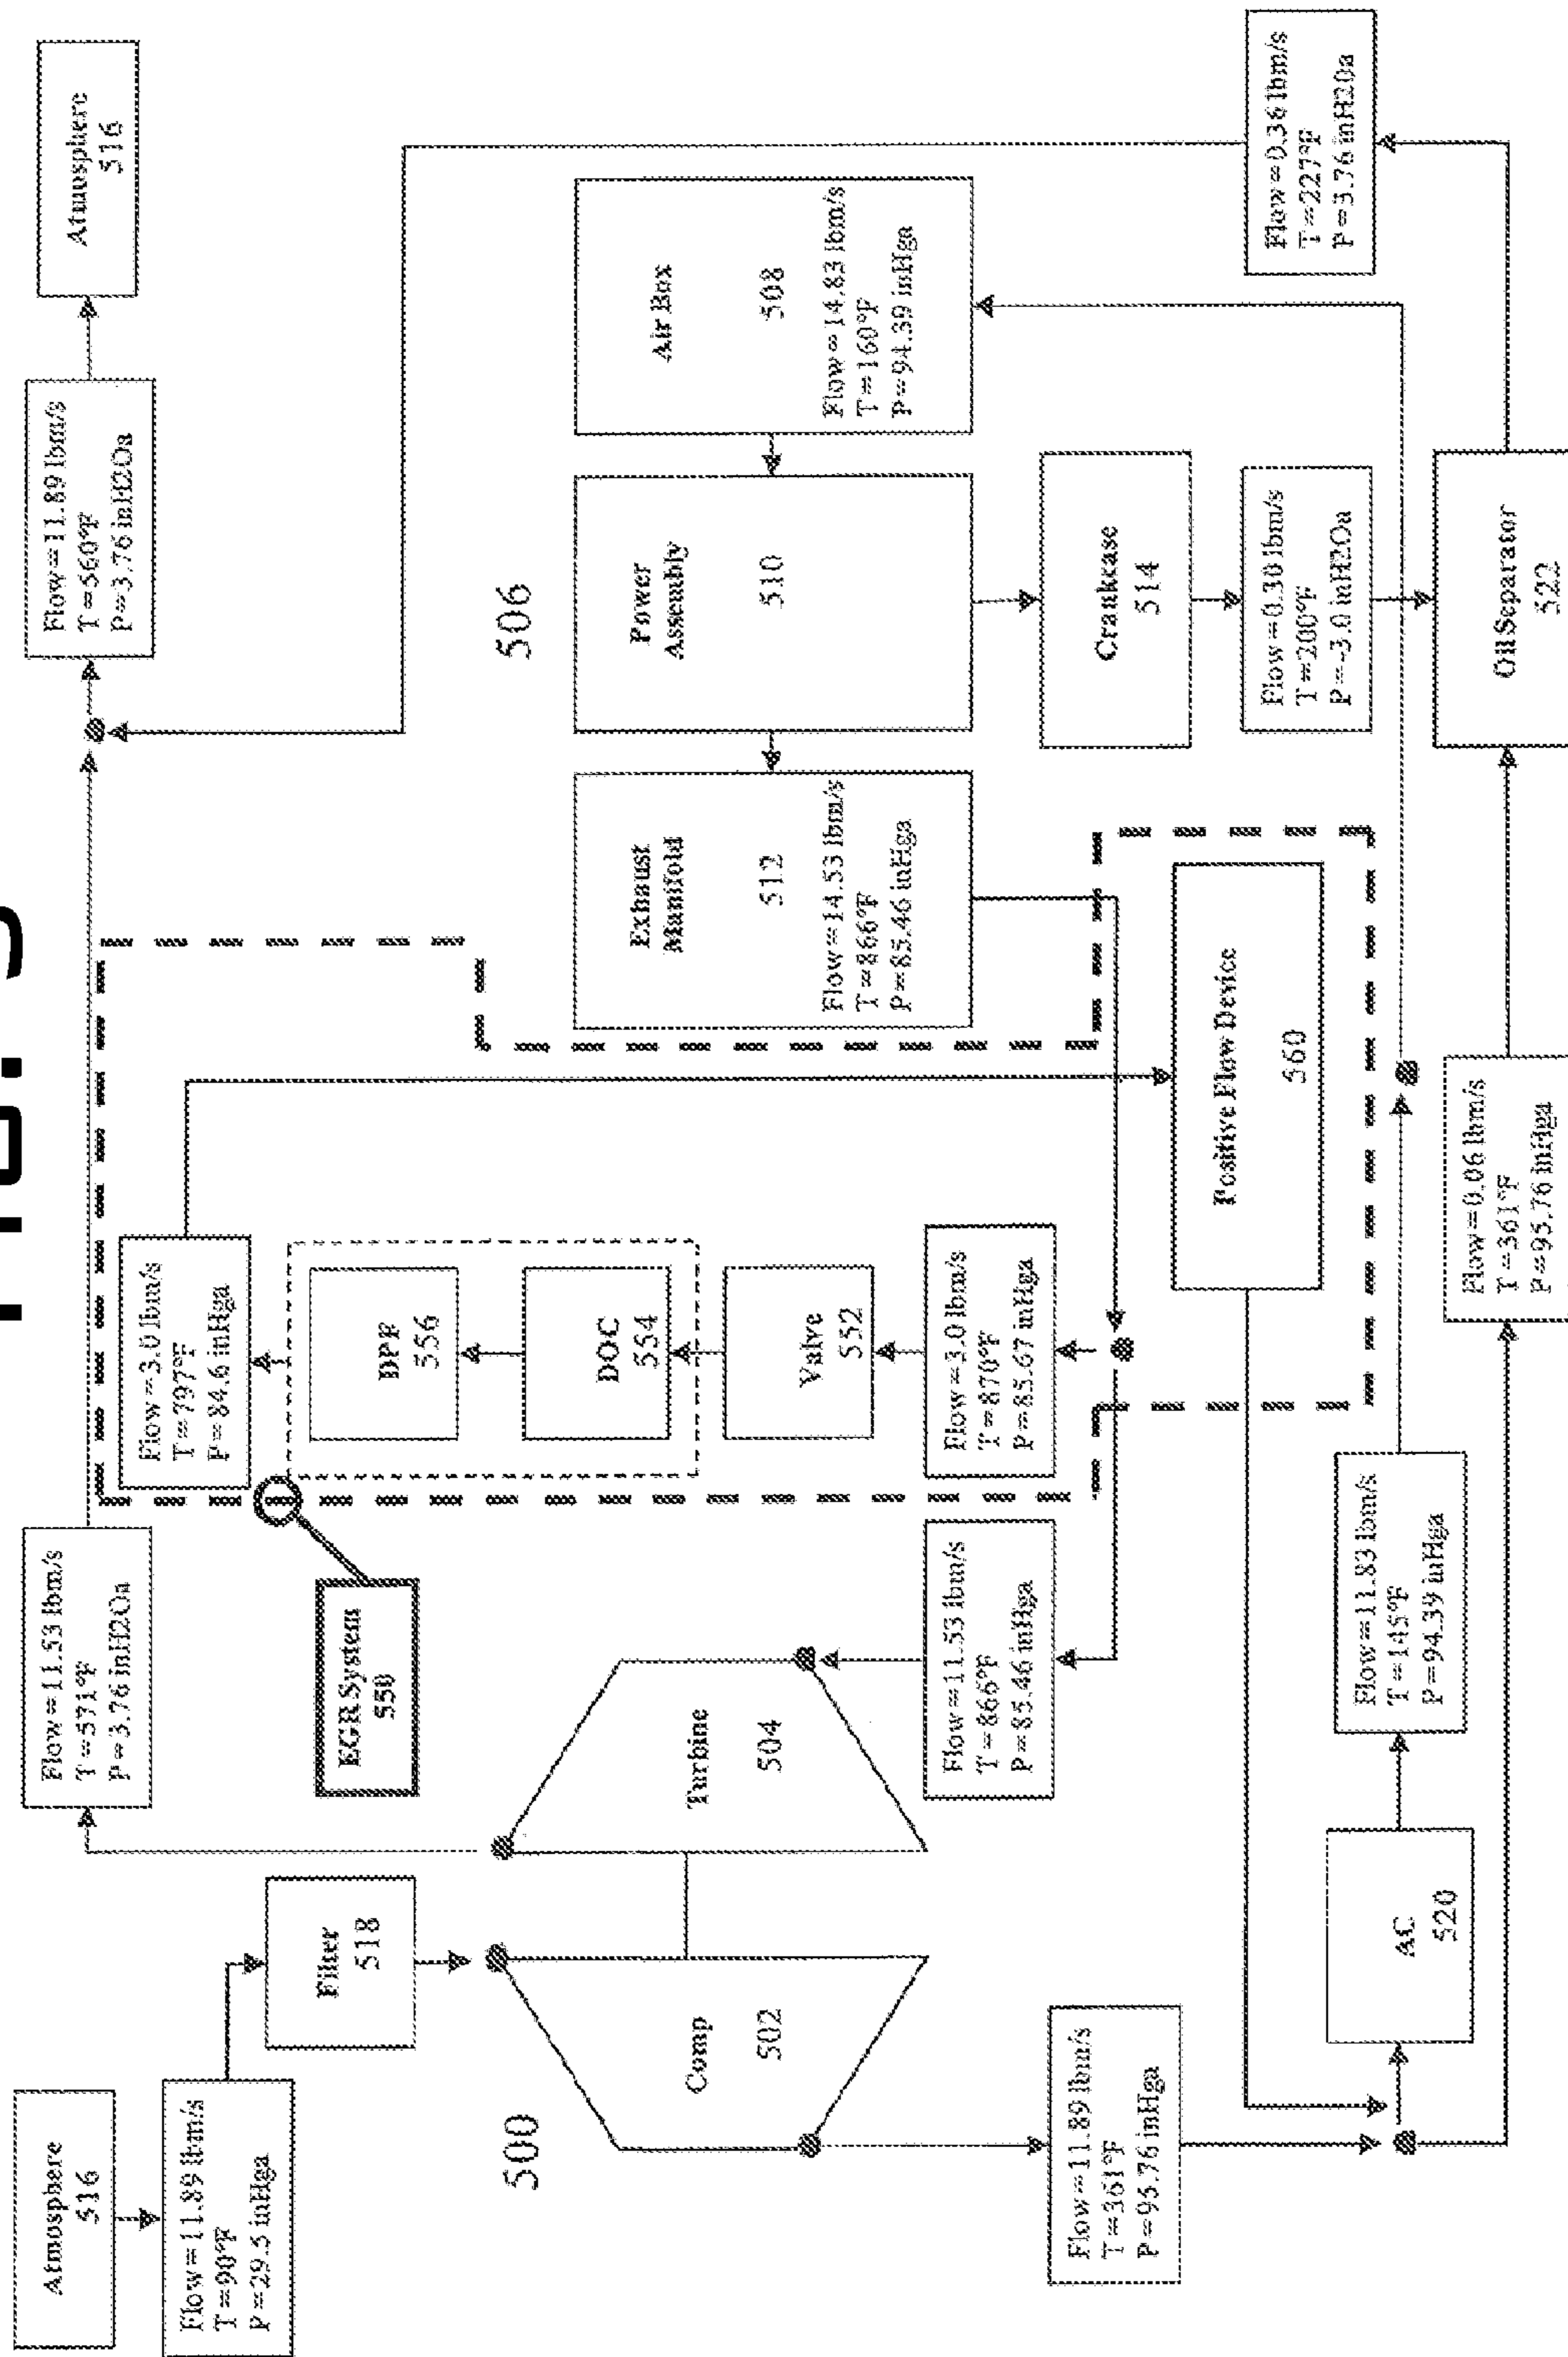 FIG. 5
Atmosphere
516
Flow=11.89 lbm/s
T=90°F
P=29.5 inHga
Filter
518
500
Comp
502
Flow=11.89 lbm/s
T=361°F
P=95.76 inHga
Flow=11.53 lbm/s
T=571°F
P=3.76 inH2Oa
EGR System
550
Turbine
504
Flow=11.53 lbm/s
T=866°F
P=85.46 inHga
AC
520
Flow=11.83 lbm/s
T=145°F
P=94.39 inHga
Flow=3.0 lbm/s
T=797°F
P=84.6 inHga
DPF
556
DOC
554
Valve
552
Flow=3.0 lbm/s
T=870°F
P=85.67 inHga
Positive Flow Device
560
Flow=0.06 lbm/s
T=361°F
P=95.76 inHga
Flow=11.89 lbm/s
T=560°F
P=3.76 inH2Oa
Atmosphere
516
506
Exhaust
Manifold
512
Flow=14.53 lbm/s
T=866°F
P=85.46 inHga
Power
Assembly
510
Air Box
508
Flow=14.83 lbm/s
T=160°F
P=94.39 inHga
Crankcase
514
Flow=0.30 lbm/s
T=200°F
P=-3.0 inH2Oa
Oil Separator
522
Flow=0.36 lbm/s
T=227°F
P=3.76 inH20a